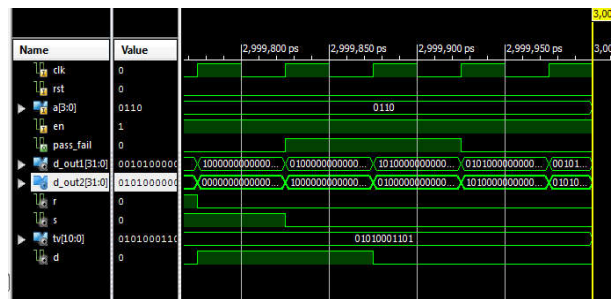 3,00
Name Value 2,999,800 ps 2,999,850 ps 2,999,900 ps 2,999,950 ps 3,00
clk 0
rst 0
a[3:0] 0110 0110
en 1
pass_fail 0
d_out1[31:0] 0010100000 1000000000000... 0100000000000... 1010000000000... 0101000000000... 00101...
d_out2[31:0] 0101000000 0000000000000... 1000000000000... 0100000000000... 1010000000000... 01010...
r 0
s 0
tv[10:0] 0101000110 01010001101
d 0